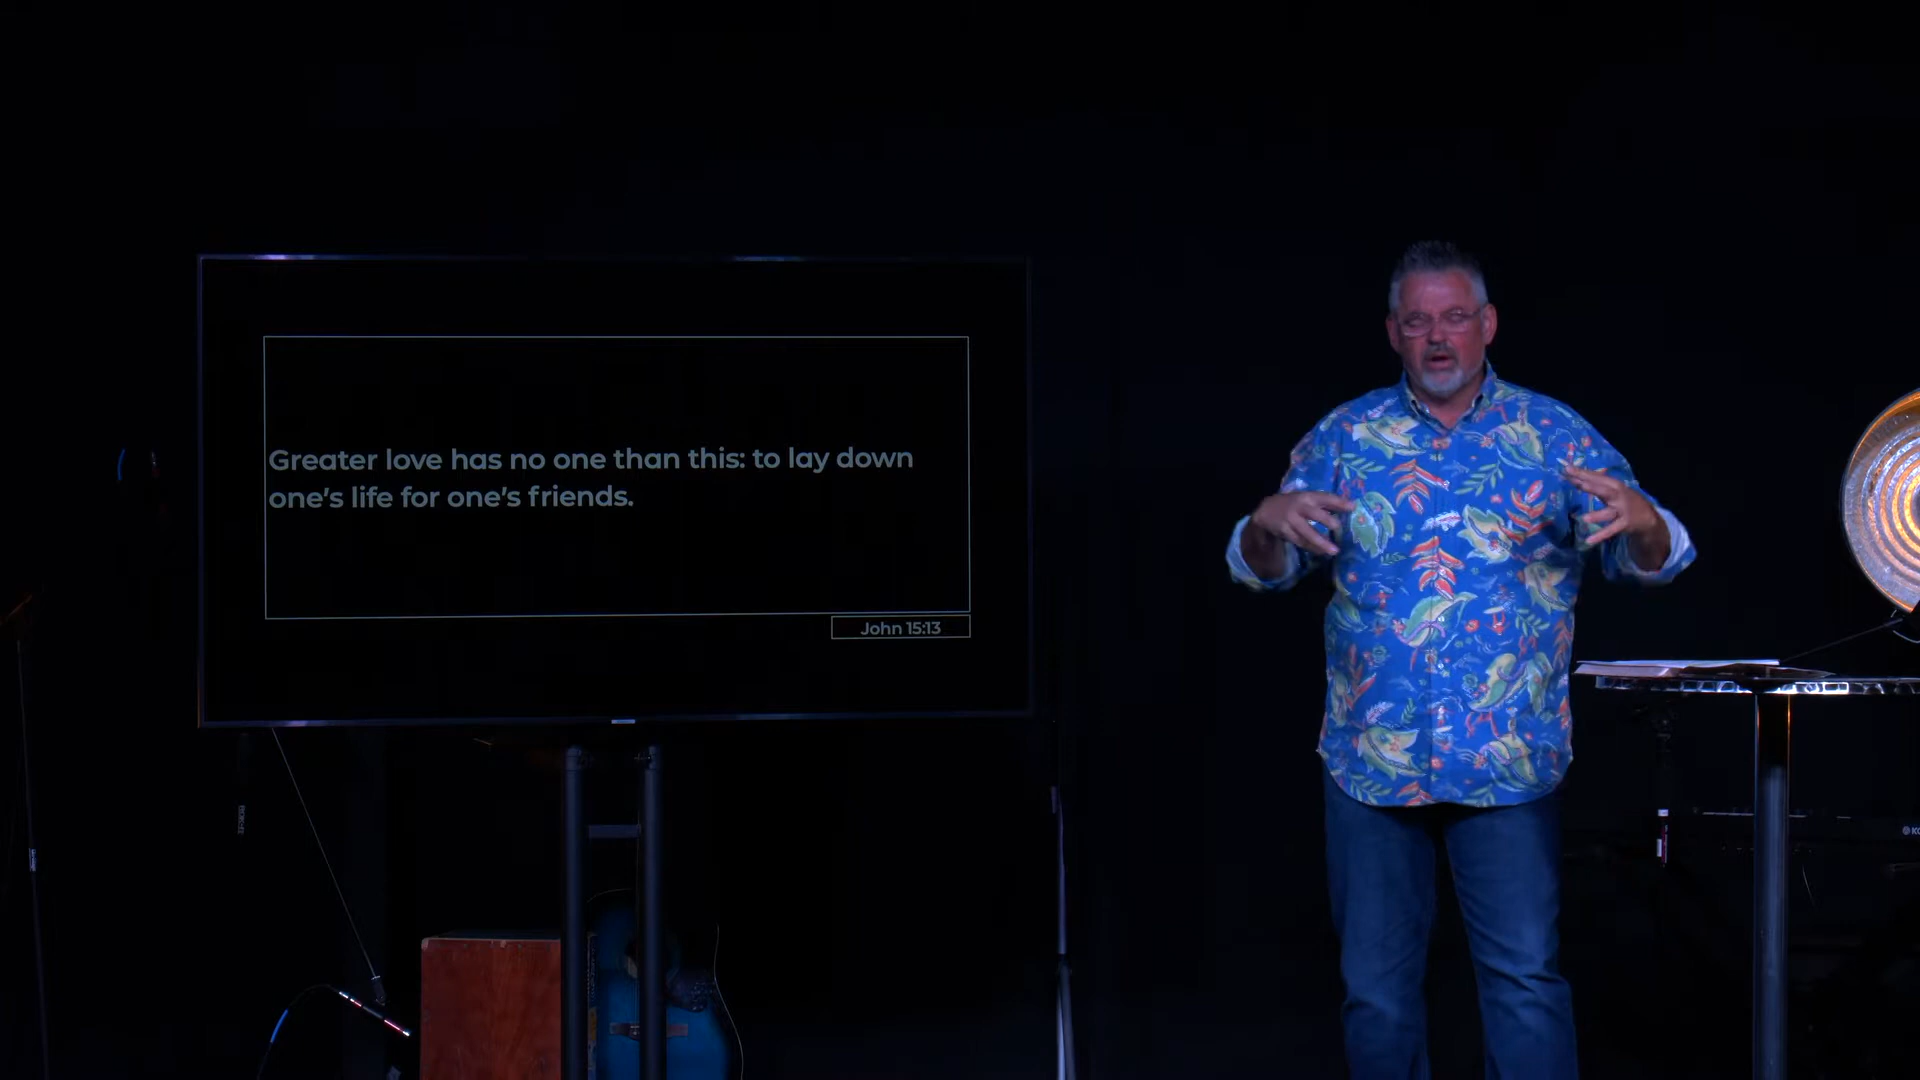 Greater love has no one than this: to lay down
one's life for one's friends.
John 15:13